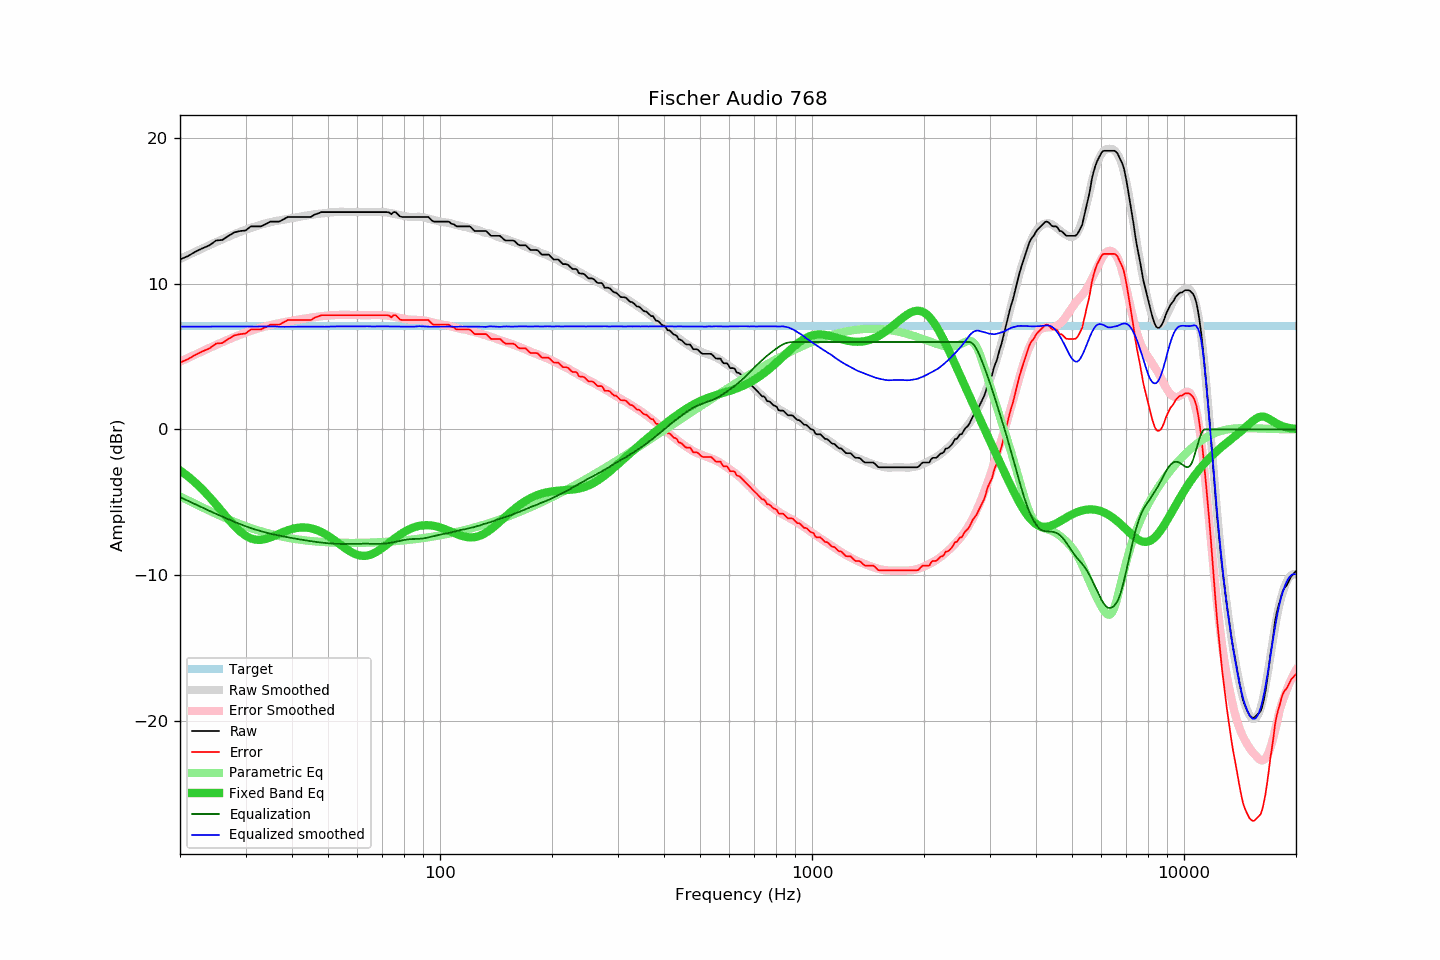 Fischer Audio 768
20
10
0
−10
−20
Amplitude (dBr)
Target
Raw Smoothed
Error Smoothed
Raw
Error
Parametric Eq
Fixed Band Eq
Equalization
Equalized smoothed
100
1000
10000
Frequency (Hz)